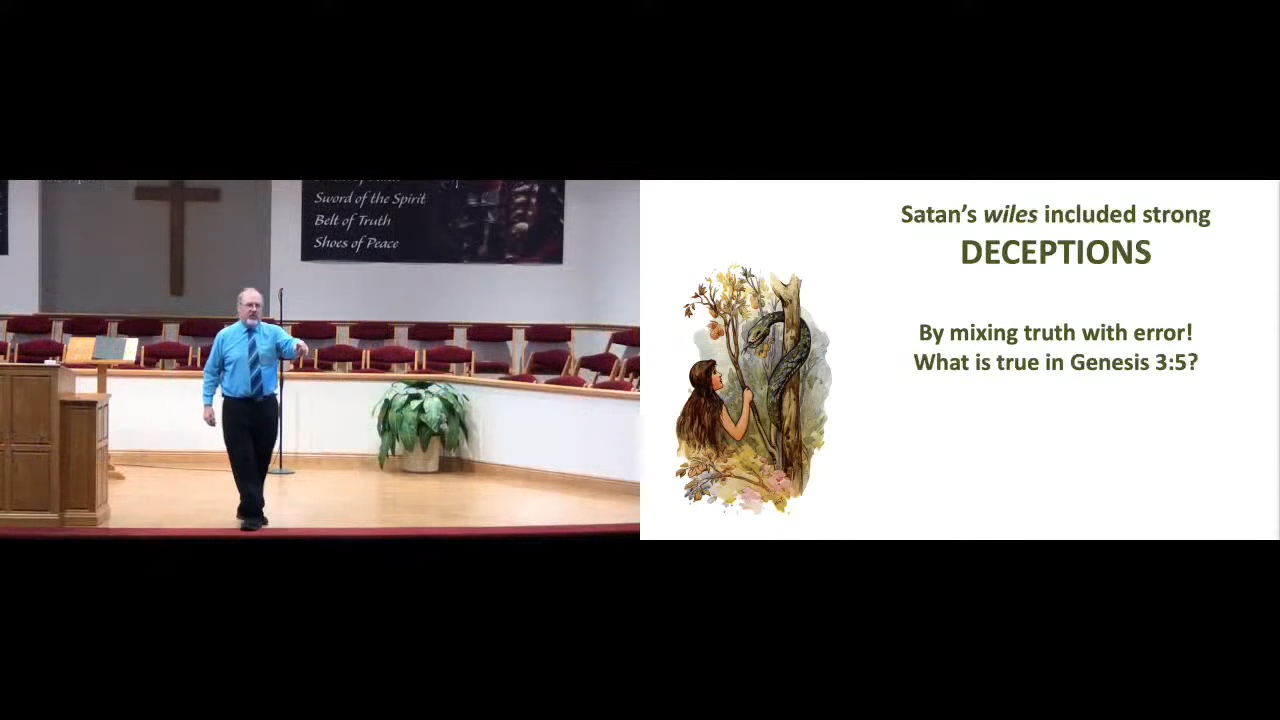 Sword of the Spirit
Belt of Truth
Shoes of Peace
Satan's wiles included strong
DECEPTIONS
By mixing truth with error!
What is true in Genesis 3:5?